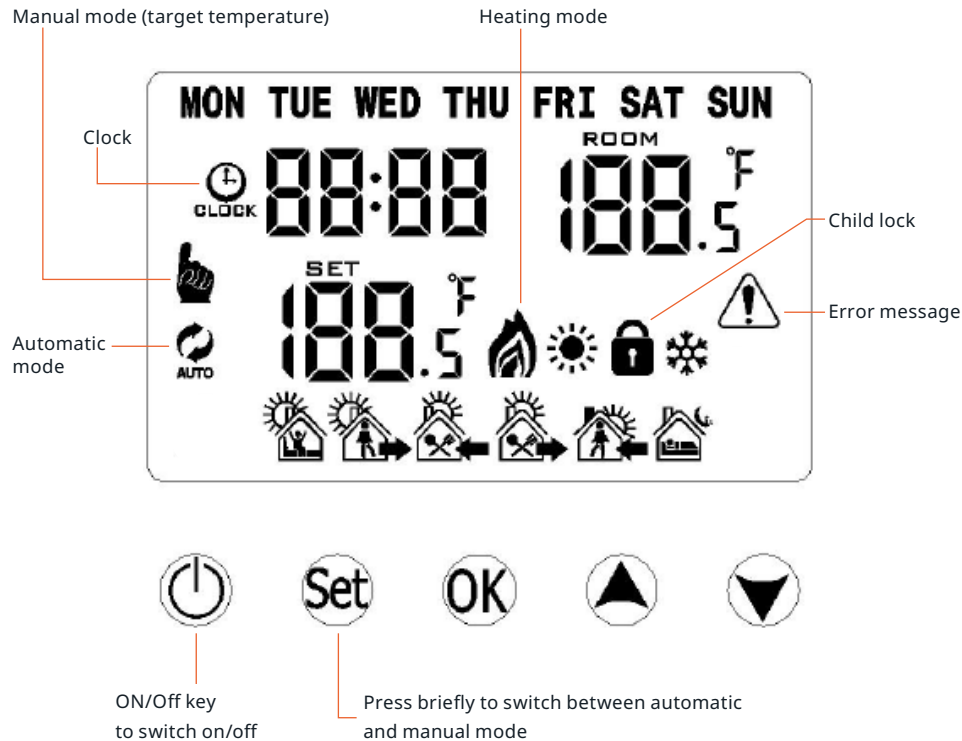 Manual mode (target temperature)
Heating mode
MON TUE WED THU FRI SAT SUN
Clock
CLOCK
88:88
ROOM
188.5
°F
Child lock
SET
188.5
°F
Error message
Automatic
mode
AUTO
Set
OK
ON/Off key
to switch on/off
Press briefly to switch between automatic
and manual mode